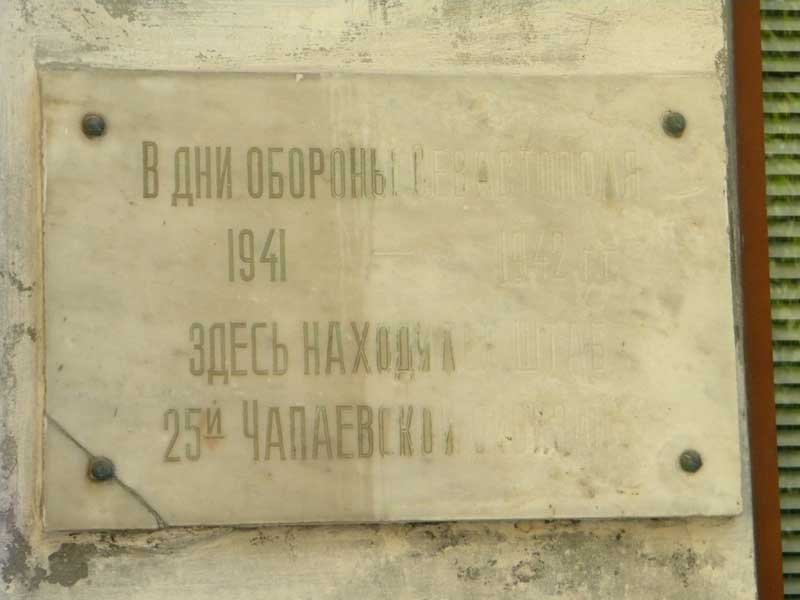 В ДНИ ОБОРОНЫ СЕВАСТОПОЛЯ
1941 — 1942 гг.
ЗДЕСЬ НАХОДИЛСЯ ШТАБ
25й ЧАПАЕВСКОЙ